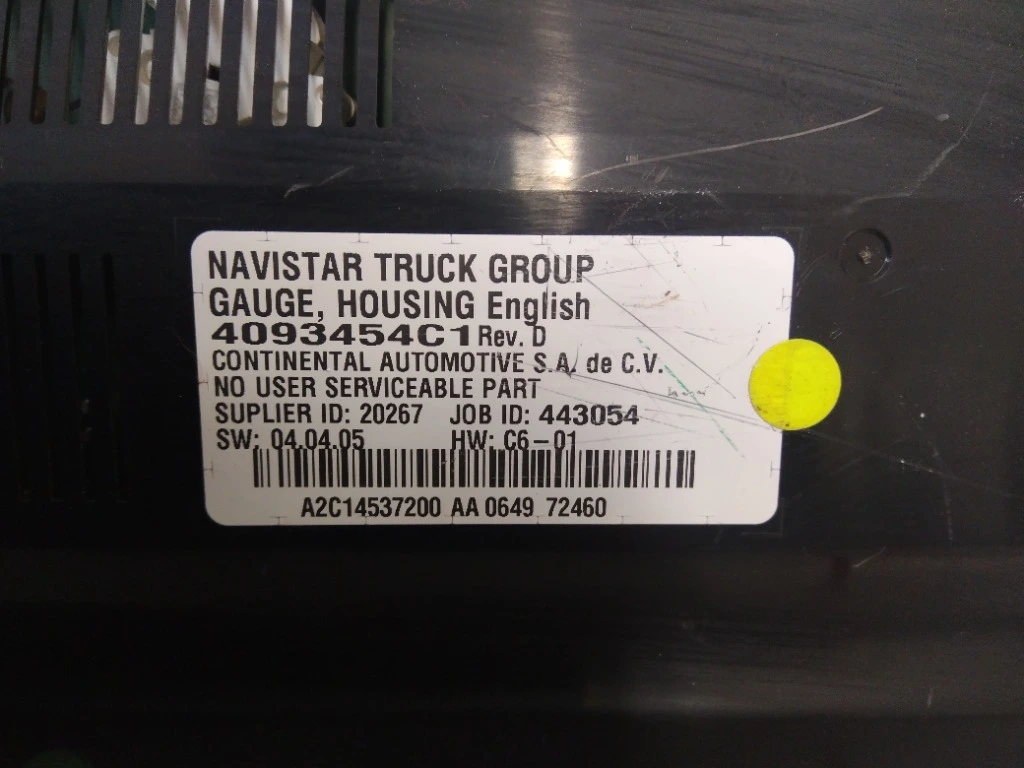 NAVISTAR TRUCK GROUP
GAUGE, HOUSING English
4093454C1 Rev. D
CONTINENTAL AUTOMOTIVE S.A. de C.V.
NO USER SERVICEABLE PART
SUPLIER ID: 20267 JOB ID: 443054
SW: 04.04.05 HW: C6-01
A2C14537200 AA 0649 72460